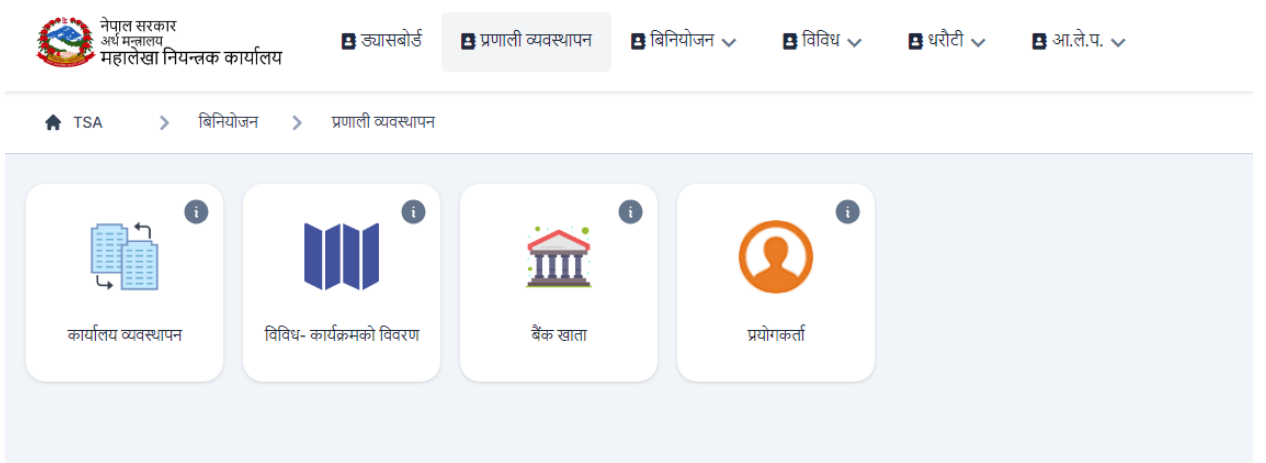 नेपाल सरकार
अर्थ मन्त्रालय
महालेखा नियन्त्रक कार्यालय
ड्यासबोर्ड
प्रणाली व्यवस्थापन
बिनियोजन
विविध
धरौटी
आ.ले.प.
TSA > बिनियोजन > प्रणाली व्यवस्थापन
कार्यालय व्यवस्थापन
विविध- कार्यक्रमको विवरण
बैंक खाता
प्रयोगकर्ता